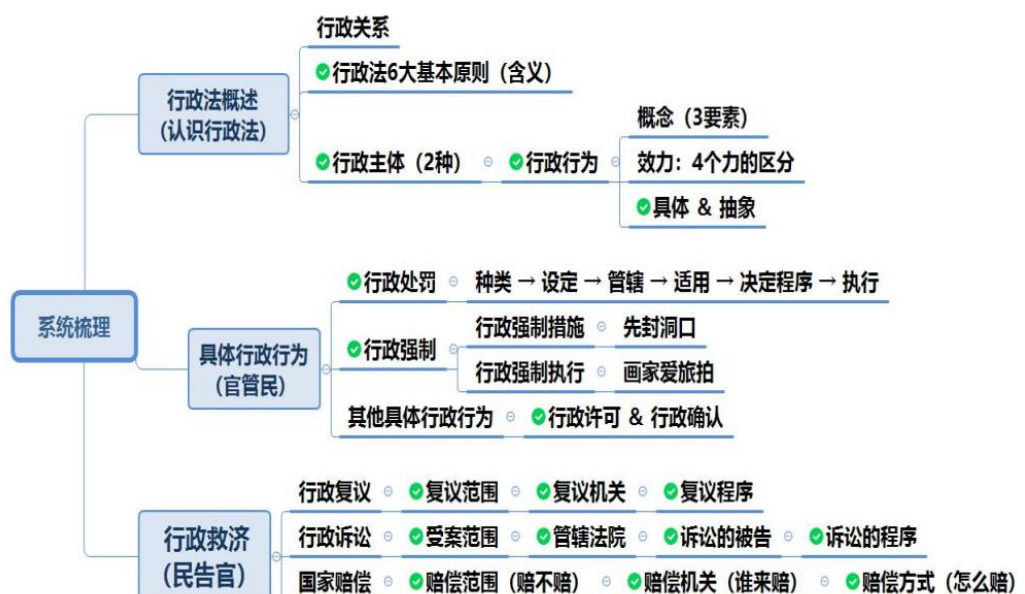 系统梳理
行政法概述
(认识行政法)
行政关系
行政法6大基本原则（含义）
行政主体（2种）
行政行为
概念（3要素）
效力：4个力的区分
具体 & 抽象
具体行政行为
(官管民)
行政处罚
种类 → 设定 → 管辖 → 适用 → 决定程序 → 执行
行政强制
行政强制措施
先封洞口
行政强制执行
画家爱旅拍
其他具体行政行为
行政许可 & 行政确认
行政救济
(民告官)
行政复议
复议范围
复议机关
复议程序
行政诉讼
受案范围
管辖法院
诉讼的被告
诉讼的程序
国家赔偿
赔偿范围（赔不赔）
赔偿机关（谁来赔）
赔偿方式（怎么赔）